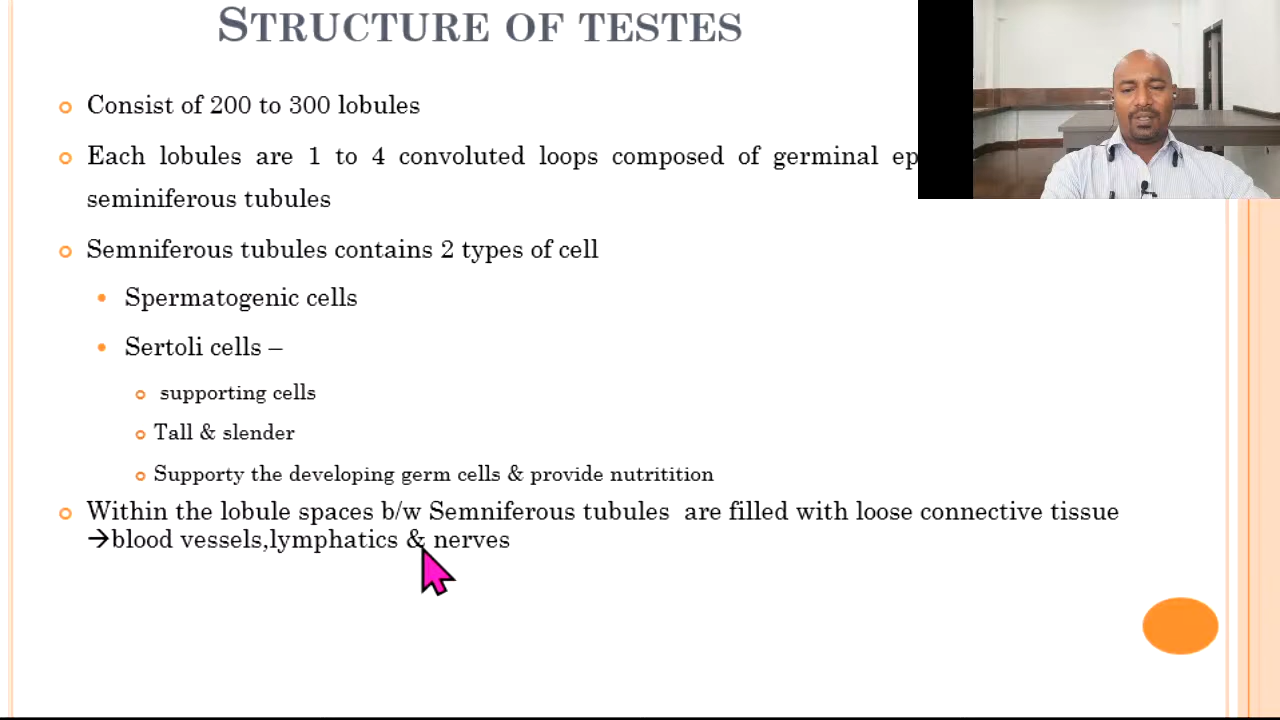 STRUCTURE OF TESTES
Consist of 200 to 300 lobules
Each lobules are 1 to 4 convoluted loops composed of germinal
seminiferous tubules
Semniferous tubules contains 2 types of cell
Spermatogenic cells
Sertoli cells –
supporting cells
Tall & slender
Supporty the developing germ cells & provide nutritition
Within the lobule spaces b/w Semniferous tubules are filled with loose connective tissue
→blood vessels,lymphatics & nerves